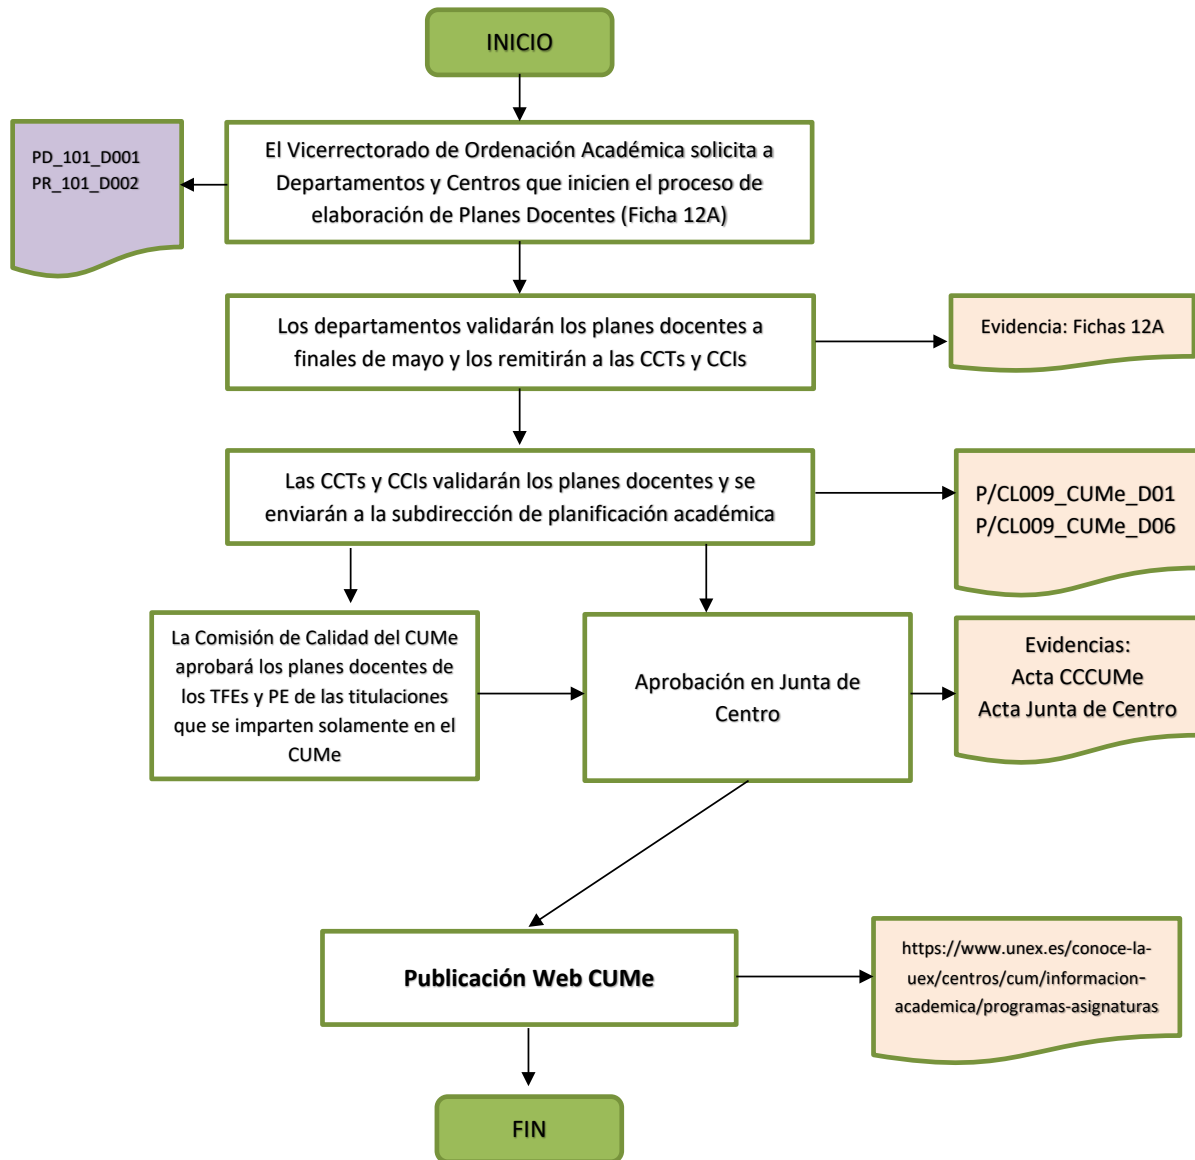 INICIO
PD_101_D001
PR_101_D002
El Vicerrectorado de Ordenación Académica solicita a
Departamentos y Centros que inicien el proceso de
elaboración de Planes Docentes (Ficha 12A)
Los departamentos validarán los planes docentes a
finales de mayo y los remitirán a las CCTs y CCIs
Evidencia: Fichas 12A
Las CCTs y CCIs validarán los planes docentes y se
enviarán a la subdirección de planificación académica
P/CL009_CUMe_D01
P/CL009_CUMe_D06
La Comisión de Calidad del CUMe
aprobará los planes docentes de
los TFEs y PE de las titulaciones
que se imparten solamente en el
CUMe
Aprobación en Junta de
Centro
Evidencias:
Acta CCCUMe
Acta Junta de Centro
Publicación Web CUMe
https://www.unex.es/conoce-la-
uex/centros/cum/informacion-
academica/programas-asignaturas
FIN